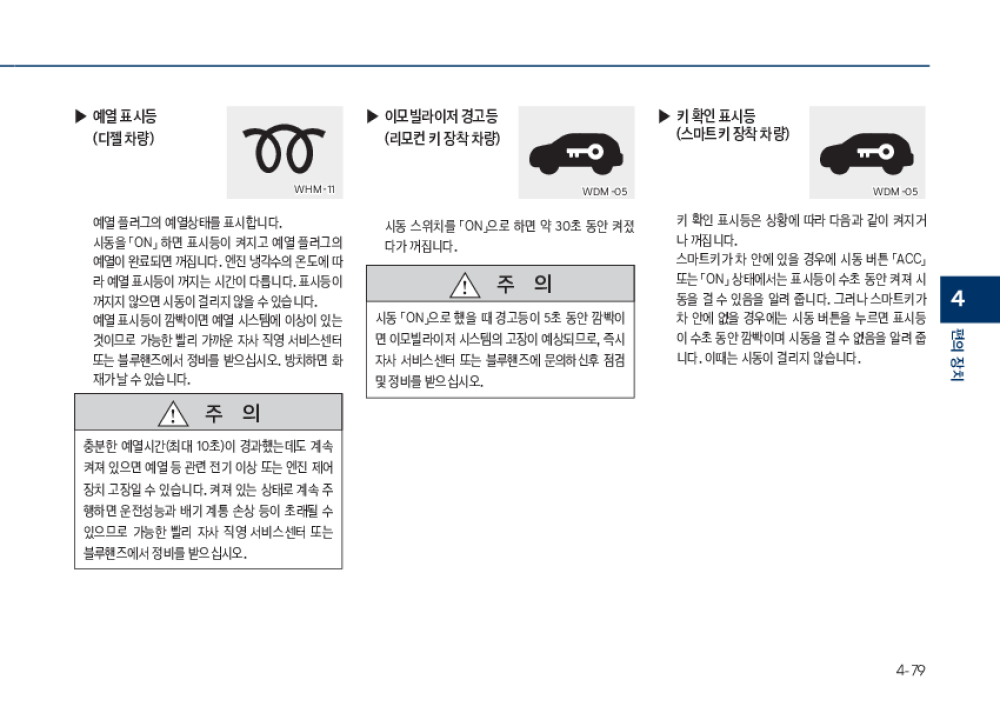 ▶ 예열 표시등
(디젤 차량)
WHM-11
예열 플러그의 예열상태를 표시합니다.
시동을 「ON」 하면 표시등이 켜지고 예열 플러그의
예열이 완료되면 꺼집니다. 엔진 냉각수의 온도에 따
라 예열 표시등이 꺼지는 시간이 다릅니다. 표시등이
꺼지지 않으면 시동이 걸리지 않을 수 있습니다.
예열 표시등이 깜박이면 예열 시스템에 이상이 있는
것이므로 가능한 빨리 가까운 자사 직영 서비스센터
또는 블루핸즈에서 정비를 받으십시오. 방치하면 화
재가 날 수 있습니다.
주 의
충분한 예열시간(최대 10초)이 경과했는데도 계속
켜져 있으면 예열 등 관련 전기 이상 또는 엔진 제어
장치 고장일 수 있습니다. 켜져 있는 상태로 계속 주
행하면 운전성능과 배기 계통 손상 등이 초래될 수
있으므로 가능한 빨리 자사 직영 서비스센터 또는
블루핸즈에서 정비를 받으십시오.
▶ 이모빌라이저 경고등
(리모컨 키 장착 차량)
WDM-05
시동 스위치를 「ON」으로 하면 약 30초 동안 켜졌
다가 꺼집니다.
주 의
시동 「ON」으로 했을 때 경고등이 5초 동안 깜박이
면 이모빌라이저 시스템의 고장이 예상되므로, 즉시
자사 서비스센터 또는 블루핸즈에 문의하신후 점검
및 정비를 받으십시오.
▶ 키 확인 표시등
(스마트키 장착 차량)
WDM-05
키 확인 표시등은 상황에 따라 다음과 같이 켜지거
나 꺼집니다.
스마트키가 차 안에 있을 경우에 시동 버튼 「ACC」
또는 「ON」 상태에서는 표시등이 수초 동안 켜져 시
동을 걸 수 있음을 알려 줍니다. 그러나 스마트키가
차 안에 없을 경우에는 시동 버튼을 누르면 표시등
이 수초 동안 깜박이며 시동을 걸 수 없음을 알려 줍
니다. 이때는 시동이 걸리지 않습니다.
4
편의 장치
4-79